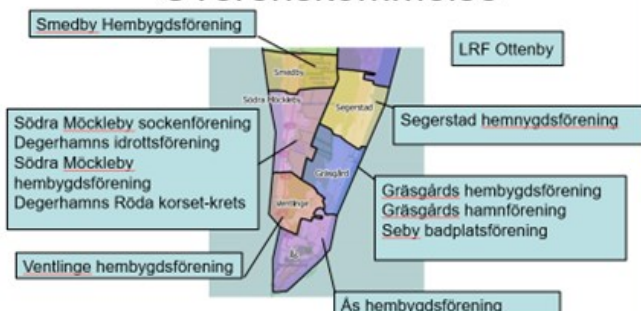 Överenskommelse
Smedby Hembygdsförening
LRF Ottenby
Smedby
Södra Möckleby
Segerstad
Segerstad hemnygdsförening
Södra Möckleby sockenförening
Degerhamns idrottsförening
Södra Möckleby
hembygdsförening
Degerhamns Röda korset-krets
Gräsgård
Gräsgårds hembygdsförening
Gräsgårds hamnförening
Seby badplatsförening
Ventlinge
Ventlinge hembygdsförening
Ås
Ås hembygdsförening